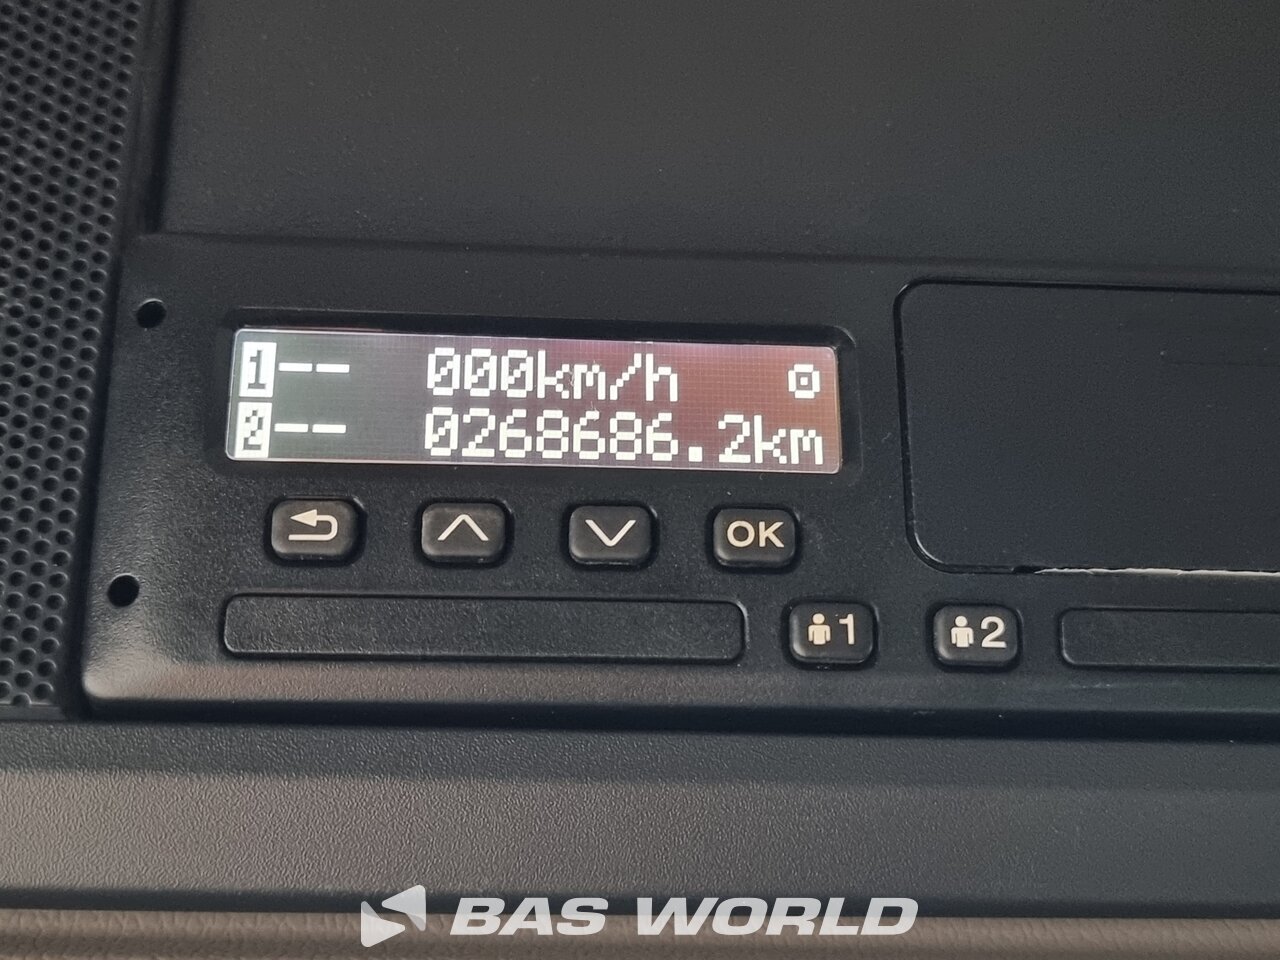 1-- 000km/h
2-- 0268686.2km
OK
1 2
BAS WORLD